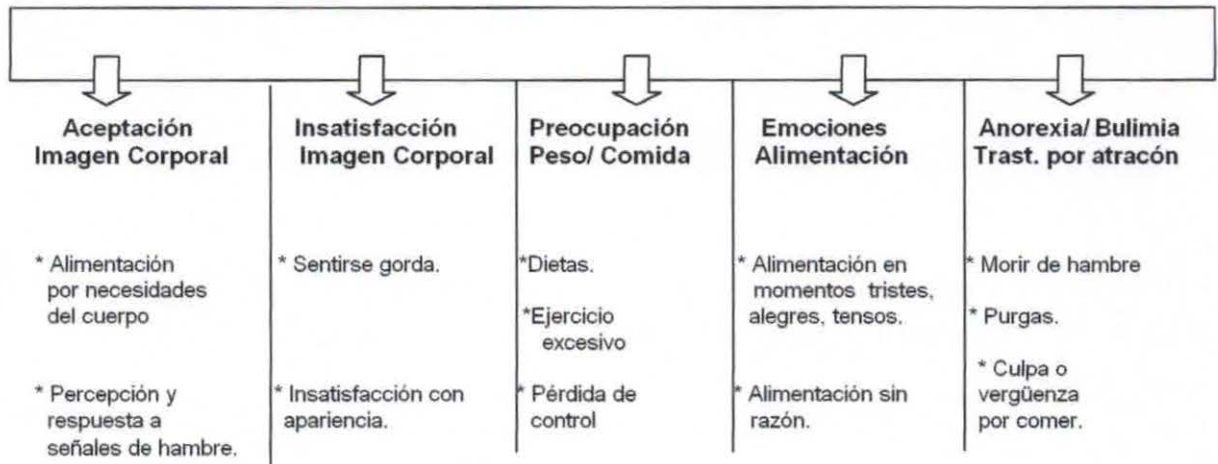 Aceptación
Imagen Corporal
* Alimentación
por necesidades
del cuerpo
* Percepción y
respuesta a
señales de hambre.
Insatisfacción
Imagen Corporal
* Sentirse gorda.
* Insatisfacción con
apariencia.
Preocupación
Peso/ Comida
*Dietas.
*Ejercicio
excesivo
* Pérdida de
control
Emociones
Alimentación
* Alimentación en
momentos tristes,
alegres, tensos.
* Alimentación sin
razón.
Anorexia/ Bulimia
Trast. por atracón
* Morir de hambre
* Purgas.
* Culpa o
vergüenza
por comer.